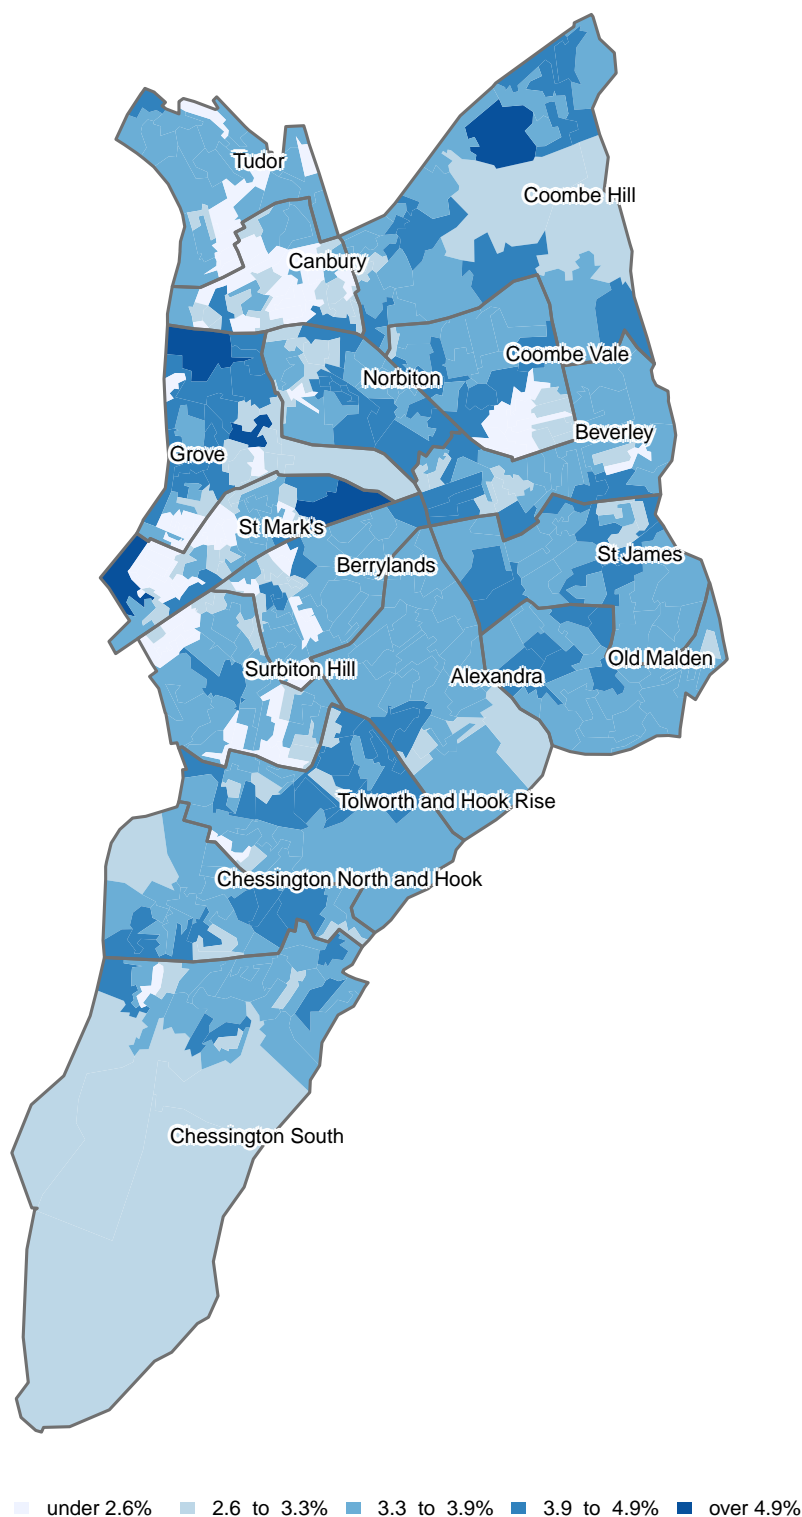 Tudor
Coombe Hill
Canbury
Coombe Vale
Norbiton
Beverley
Grove
St Mark's
St James
Berrylands
Old Malden
Surbiton Hill
Alexandra
Tolworth and Hook Rise
Chessington North and Hook
Chessington South
under 2.6% 2.6 to 3.3% 3.3 to 3.9% 3.9 to 4.9% over 4.9%